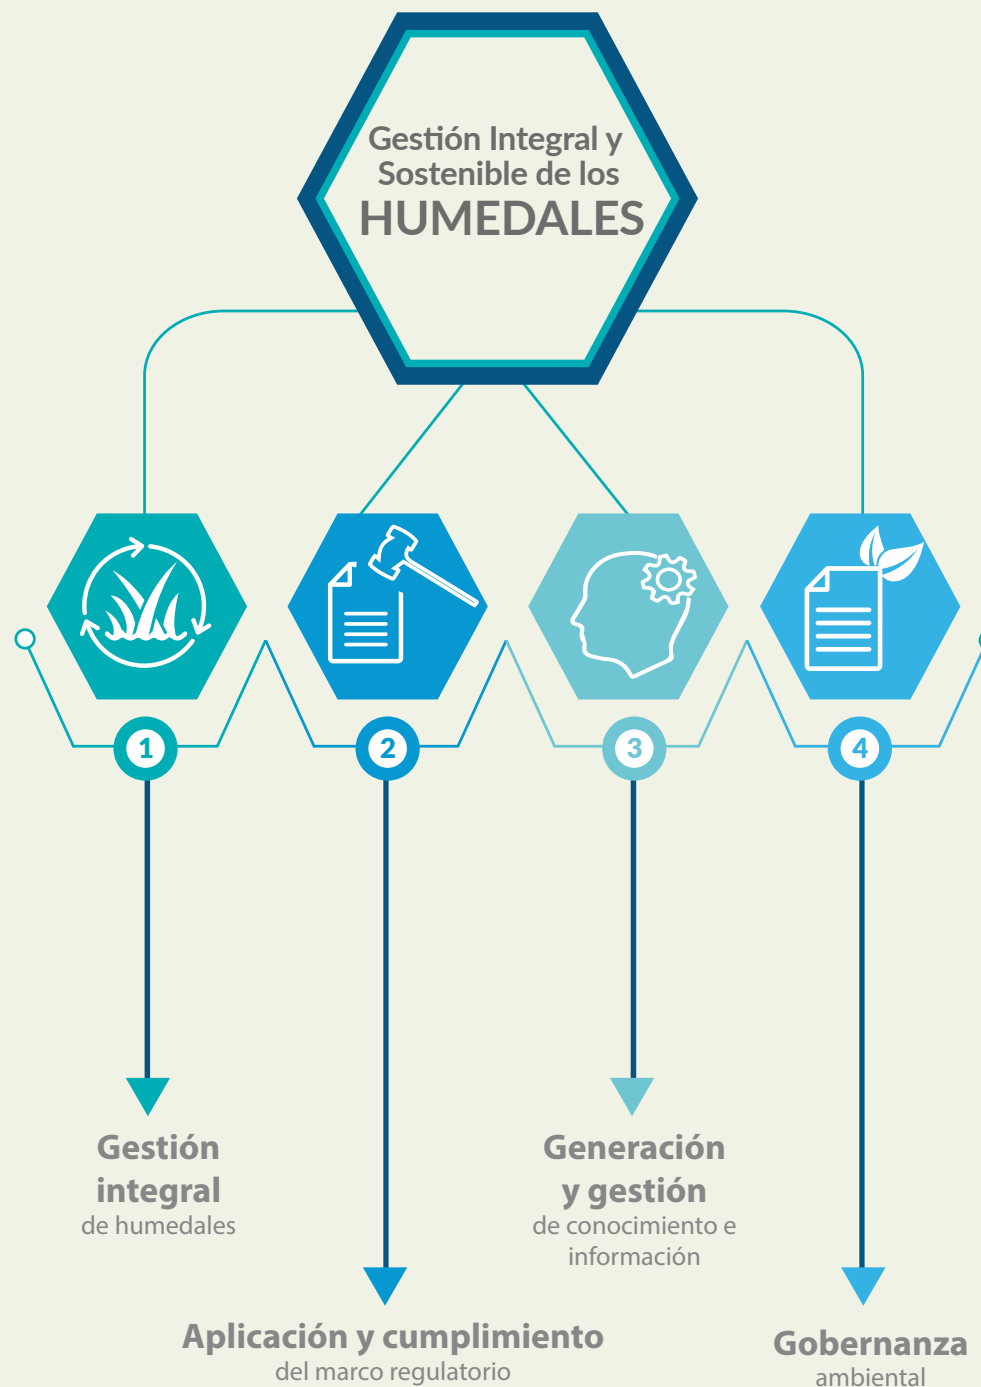 Gestión Integral y
Sostenible de los
HUMEDALES
1
2
3
4
Gestión
integral
de humedales
Aplicación y cumplimiento
del marco regulatorio
Generación
y gestión
de conocimiento e
información
Gobernanza
ambiental